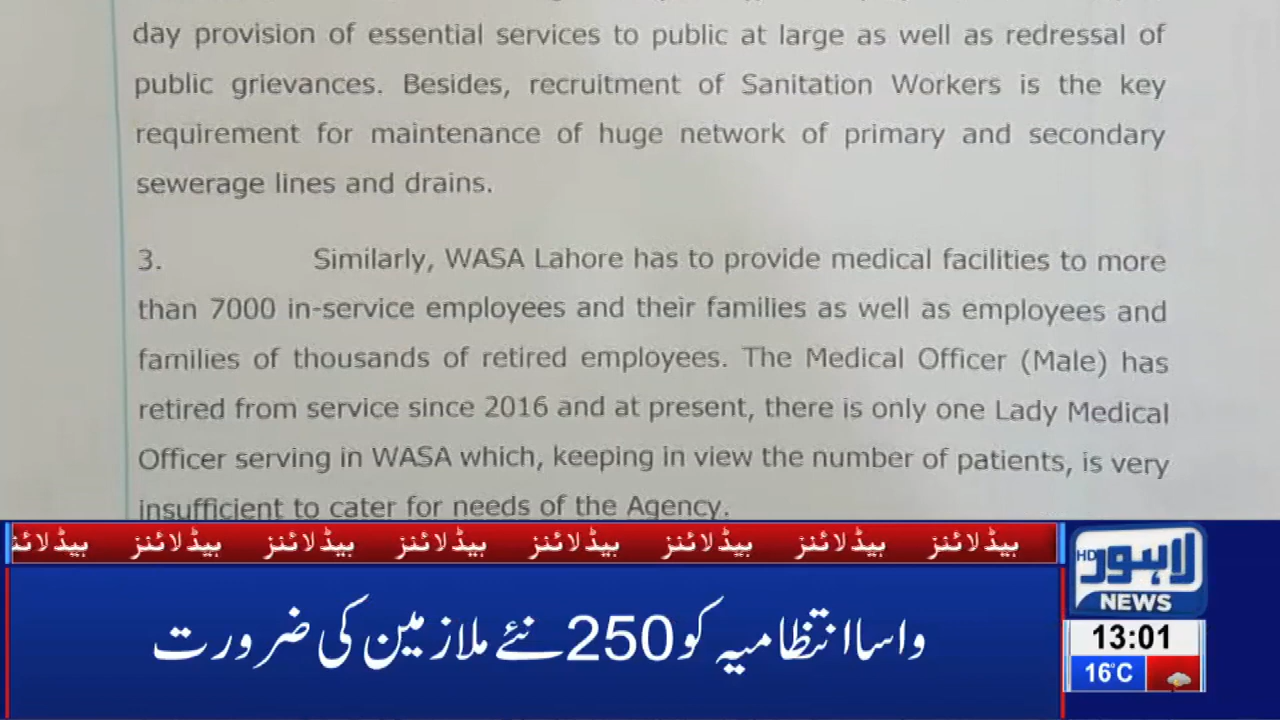 day provision of essential services to public at large as well as redressal of
public grievances. Besides, recruitment of Sanitation Workers is the key
requirement for maintenance of huge network of primary and secondary
sewerage lines and drains.
3. Similarly, WASA Lahore has to provide medical facilities to more
than 7000 in-service employees and their families as well as employees and
families of thousands of retired employees. The Medical Officer (Male) has
retired from service since 2016 and at present, there is only one Lady Medical
Officer serving in WASA which, keeping in view the number of patients, is very
insufficient to cater for needs of the Agency.
ہیڈلائنز ہیڈلائنز ہیڈلائنز ہیڈلائنز ہیڈلائنز ہیڈلائنز ہیڈلائنز ہیڈلائنز
واسا انتظامیہ کو 250 نئے ملازمین کی ضرورت
HD
لاہور
NEWS
13:01
16°C